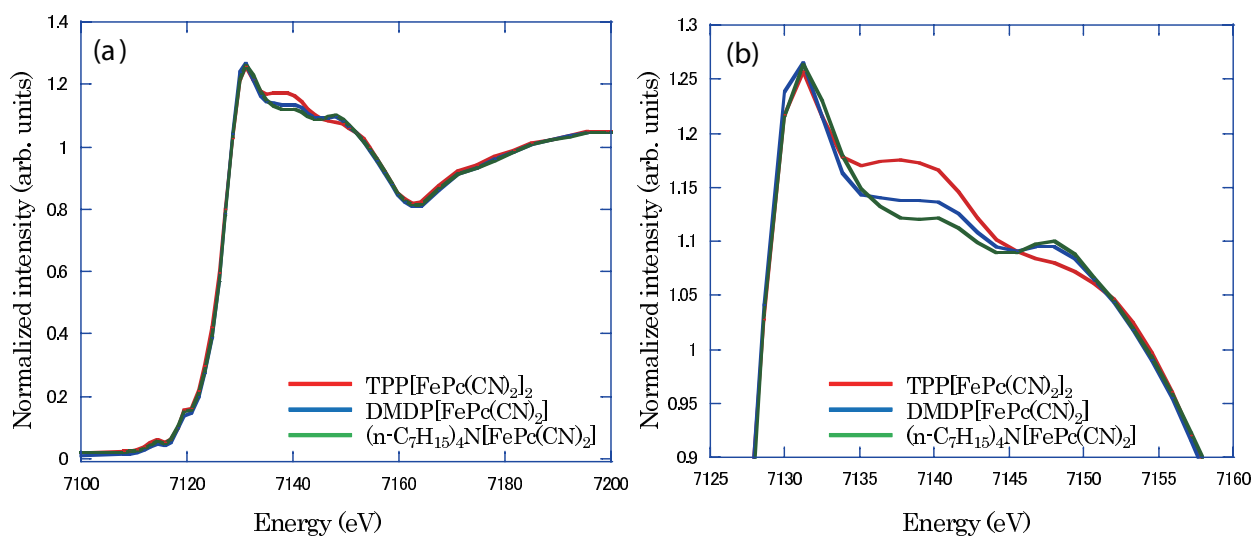 (a)
Normalized intensity (arb. units)
1.4
1.2
1
0.8
0.6
0.4
0.2
0
TPP[FePc(CN)₂]₂
DMDP[FePc(CN)₂]
(n-C₇H₁₅)₄N[FePc(CN)₂]
7100 7120 7140 7160 7180 7200
Energy (eV)
(b)
Normalized intensity (arb. units)
1.3
1.25
1.2
1.15
1.1
1.05
1
0.95
0.9
TPP[FePc(CN)₂]₂
DMDP[FePc(CN)₂]
(n-C₇H₁₅)₄N[FePc(CN)₂]
7125 7130 7135 7140 7145 7150 7155 7160
Energy (eV)